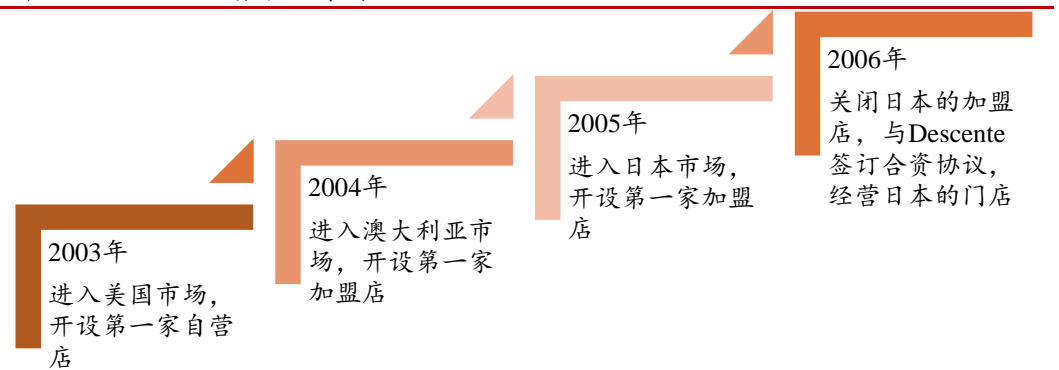 2003年
进入美国市场，
开设第一家自营
店
2004年
进入澳大利亚市
场，开设第一家
加盟店
2005年
进入日本市场，
开设第一家加盟
店
2006年
关闭日本的加盟
店，与Descente
签订合资协议，
经营日本的门店